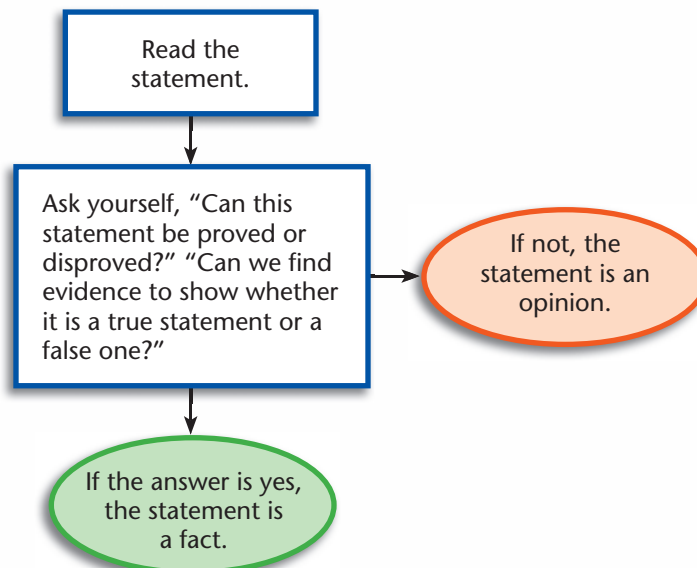 Read the
statement.
Ask yourself, “Can this
statement be proved or
disproved?” “Can we find
evidence to show whether
it is a true statement or a
false one?”
If not, the
statement is an
opinion.
If the answer is yes,
the statement is
a fact.